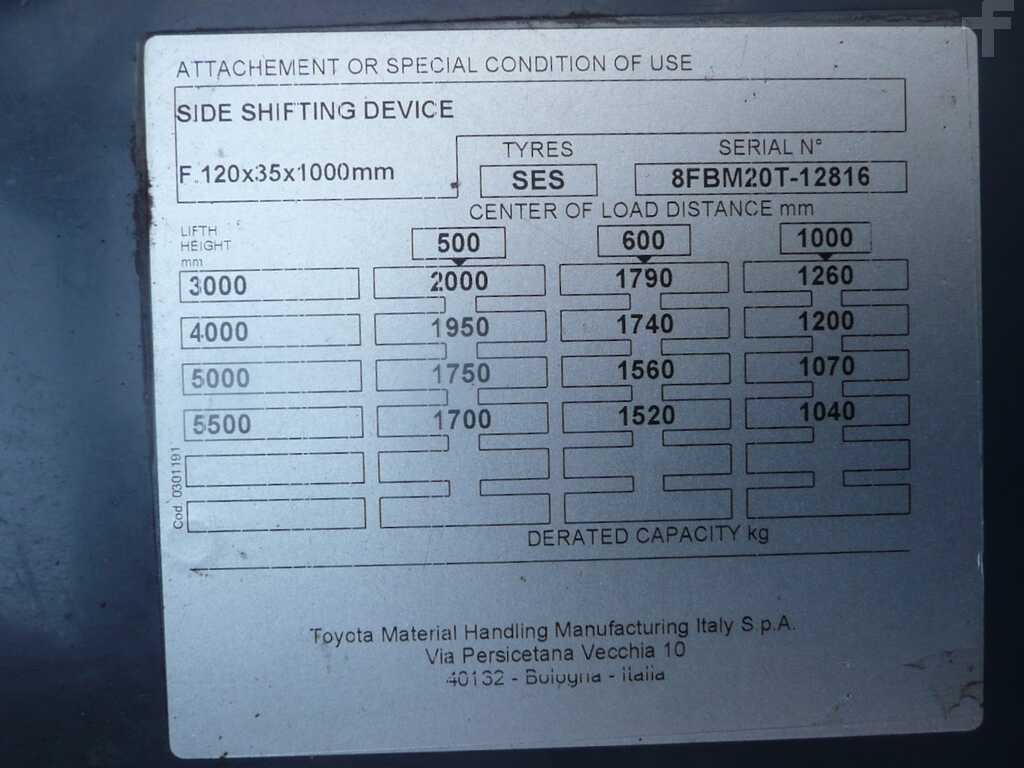 ATTACHEMENT OR SPECIAL CONDITION OF USE
SIDE SHIFTING DEVICE
F.120x35x1000mm
TYRES
SES
SERIAL N°
8FBM20T-12816
CENTER OF LOAD DISTANCE mm
LIFTH
HEIGHT
mm
500 600 1000
3000 2000 1790 1260
4000 1950 1740 1200
5000 1750 1560 1070
5500 1700 1520 1040
Cod. 0301191
DERATED CAPACITY kg
Toyota Material Handling Manufacturing Italy S.p.A.
Via Persicetana Vecchia 10
40132 - Bologna - Italia
f